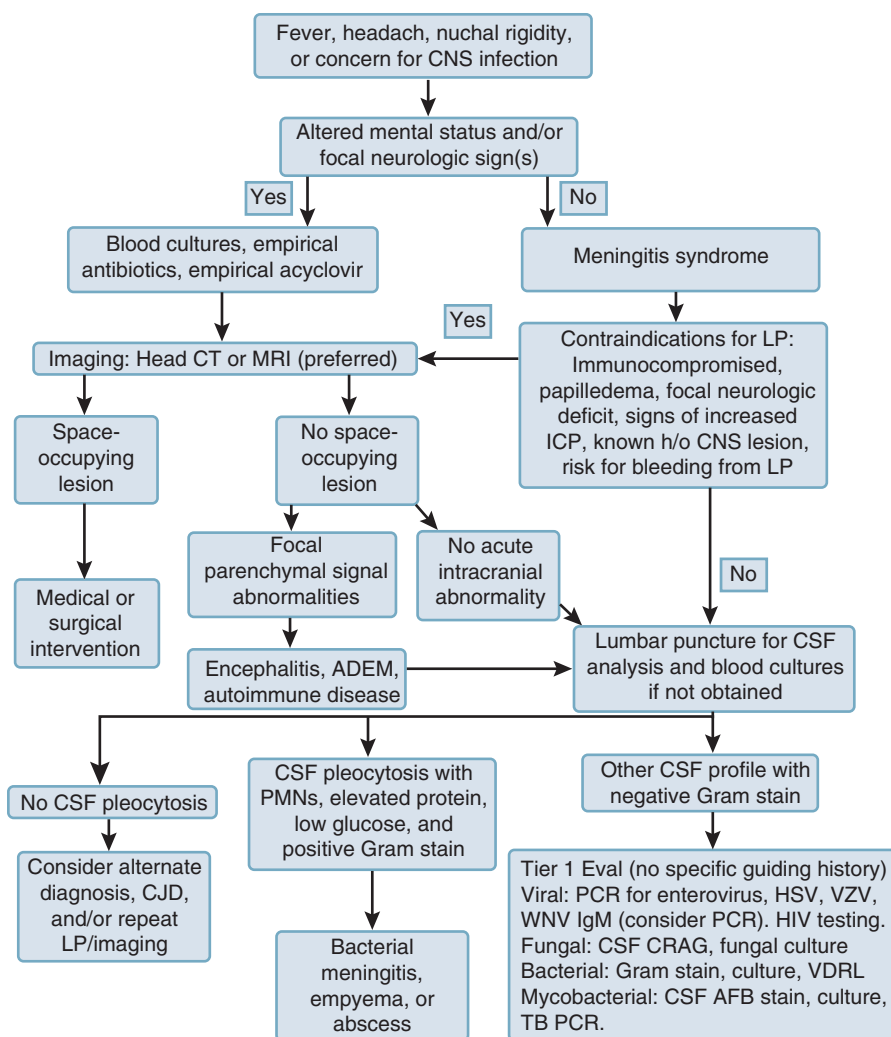 Fever, headach, nuchal rigidity,
or concern for CNS infection
Altered mental status and/or
focal neurologic sign(s)
Yes
No
Blood cultures, empirical
antibiotics, empirical acyclovir
Meningitis syndrome
Yes
Imaging: Head CT or MRI (preferred)
Contraindications for LP:
Immunocompromised,
papilledema, focal neurologic
deficit, signs of increased
ICP, known h/o CNS lesion,
risk for bleeding from LP
Space-
occupying
lesion
No space-
occupying
lesion
Focal
parenchymal signal
abnormalities
No acute
intracranial
abnormality
No
Medical or
surgical
intervention
Encephalitis, ADEM,
autoimmune disease
Lumbar puncture for CSF
analysis and blood cultures
if not obtained
No CSF pleocytosis
CSF pleocytosis with
PMNs, elevated protein,
low glucose, and
positive Gram stain
Other CSF profile with
negative Gram stain
Consider alternate
diagnosis, CJD,
and/or repeat
LP/imaging
Bacterial
meningitis,
empyema, or
abscess
Tier 1 Eval (no specific guiding history)
Viral: PCR for enterovirus, HSV, VZV,
WNV IgM (consider PCR). HIV testing.
Fungal: CSF CRAG, fungal culture
Bacterial: Gram stain, culture, VDRL
Mycobacterial: CSF AFB stain, culture,
TB PCR.